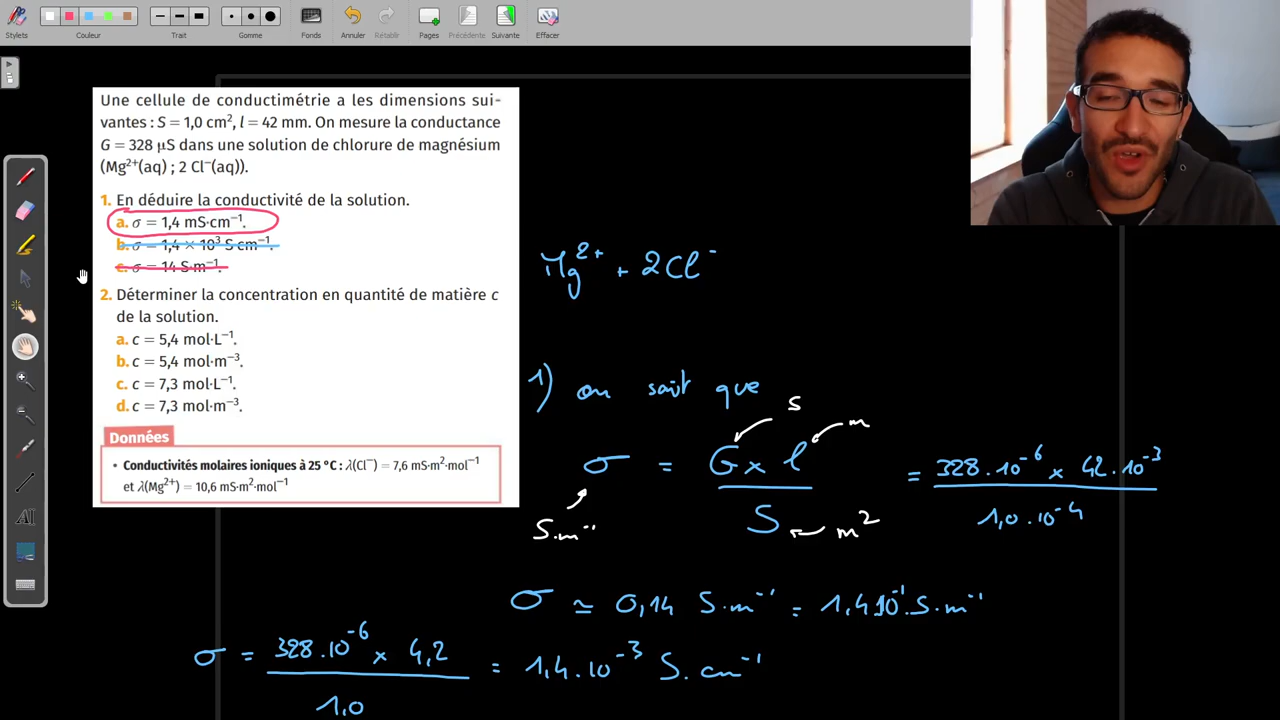 Stylets
Couleur
Trait
Gomme
Fonds
Annuler
Rétablir
Pages
Précédente
Suivante
Effacer
Une cellule de conductimétrie a les dimensions sui-
vantes : S = 1,0 cm², l = 42 mm. On mesure la conductance
G = 328 µS dans une solution de chlorure de magnésium
(Mg²⁺(aq) ; 2 Cl⁻(aq)).
1. En déduire la conductivité de la solution.
a. σ = 1,4 mS·cm⁻¹.
b. σ = 1,4 × 10³ S·cm⁻¹.
c. σ = 14 S·m⁻¹.
2. Déterminer la concentration en quantité de matière c
de la solution.
a. c = 5,4 mol·L⁻¹.
b. c = 5,4 mol·m⁻³.
c. c = 7,3 mol·L⁻¹.
d. c = 7,3 mol·m⁻³.
Données
• Conductivités molaires ioniques à 25 °C : λ(Cl⁻) = 7,6 mS·m²·mol⁻¹
et λ(Mg²⁺) = 10,6 mS·m²·mol⁻¹
Mg²⁺ + 2Cl⁻
1) on sait que
S
m
σ = G × l / S = 328.10⁻⁶ × 42.10⁻³ / 1,0.10⁻⁴
S.m⁻¹
m²
σ ≃ 0,14 S.m⁻¹ = 1,4 10⁻¹ S.m⁻¹
σ = 328.10⁻⁶ × 4,2 / 1,0 = 1,4.10⁻³ S.cm⁻¹